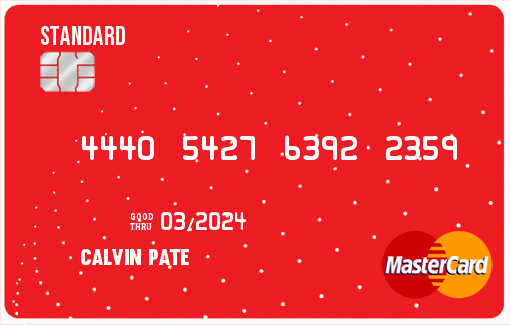 STANDARD
4440 5427 6392 2359
GOOD THRU 03/2024
CALVIN PATE
MasterCard